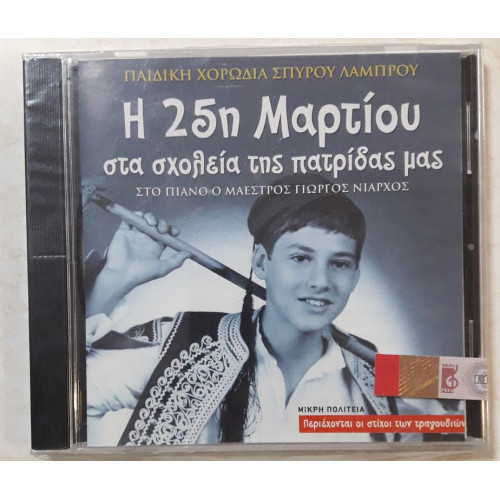 ΠΑΙΔΙΚΗ ΧΟΡΩΔΙΑ ΣΠΥΡΟΥ ΛΑΜΠΡΟΥ
Η 25η Μαρτίου
στα σχολεία της πατρίδας μας
ΣΤΟ ΠΙΑΝΟ Ο ΜΑΕΣΤΡΟΣ ΓΙΩΡΓΟΣ ΝΙΑΡΧΟΣ
ΜΙΚΡΗ ΠΟΛΙΤΕΙΑ
Περιέχονται οι στίχοι των τραγουδιών